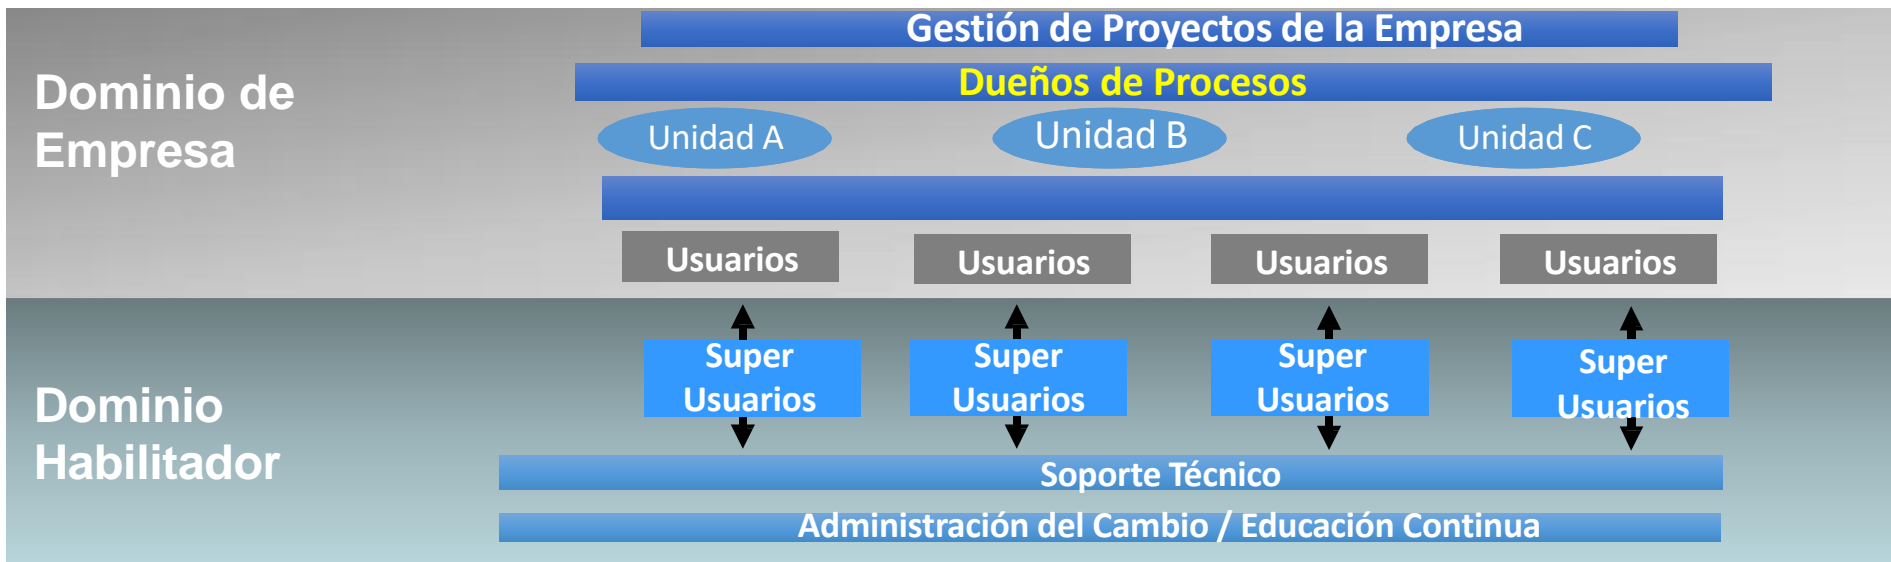 Gestión de Proyectos de la Empresa
Dueños de Procesos
Dominio de
Empresa
Unidad A
Unidad B
Unidad C
Usuarios
Usuarios
Usuarios
Usuarios
Dominio
Habilitador
Super
Usuarios
Super
Usuarios
Super
Usuarios
Super
Usuarios
Soporte Técnico
Administración del Cambio / Educación Continua